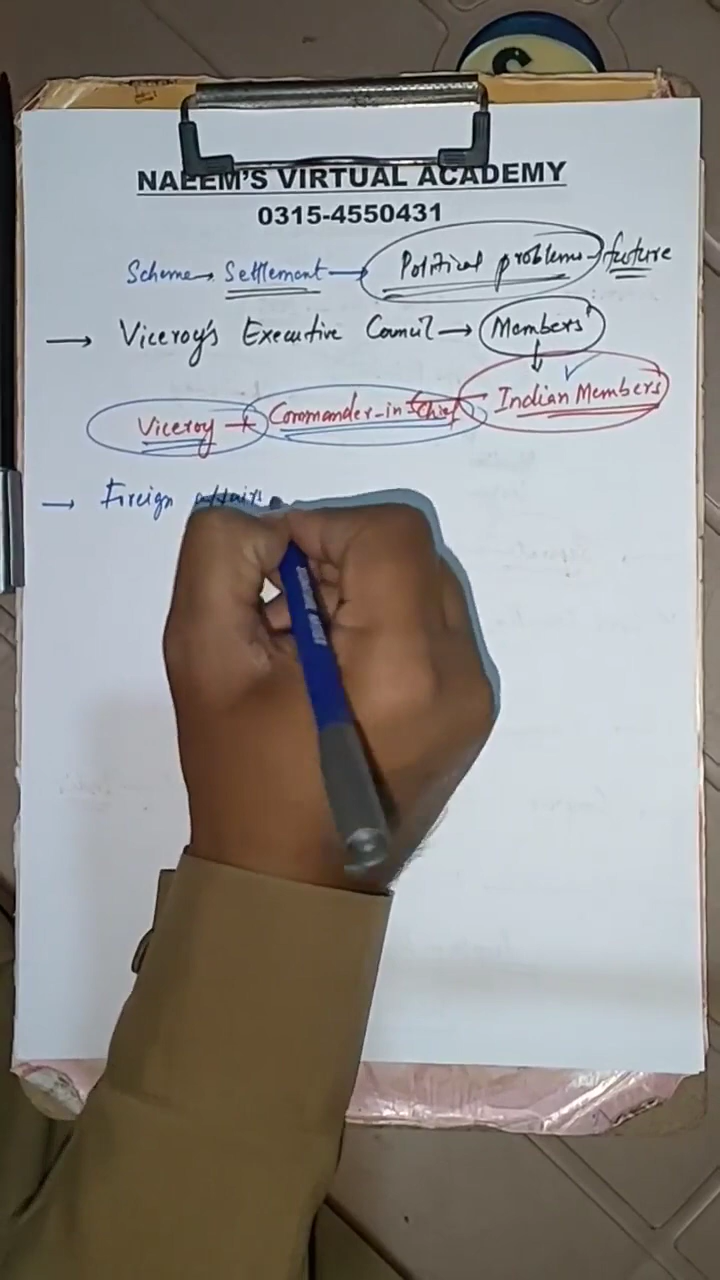 NAEEM'S VIRTUAL ACADEMY
0315-4550431
Scheme → Settlement → Political problems → future
→ Viceroy's Executive Council → Members
Indian Members
Viceroy + Commander-in-Chief
→ Foreign affairs